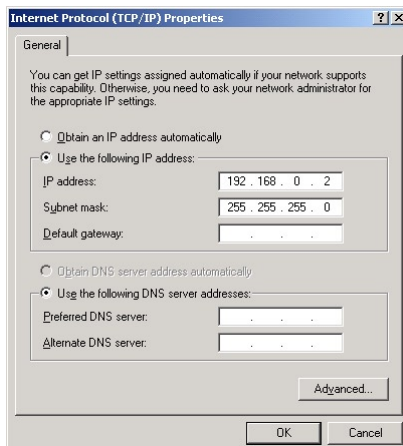 Internet Protocol (TCP/IP) Properties
General
You can get IP settings assigned automatically if your network supports
this capability. Otherwise, you need to ask your network administrator for
the appropriate IP settings.
Obtain an IP address automatically
Use the following IP address:
IP address: 192 . 168 . 0 . 2
Subnet mask: 255 . 255 . 255 . 0
Default gateway: . . .
Obtain DNS server address automatically
Use the following DNS server addresses:
Preferred DNS server: . . .
Alternate DNS server: . . .
Advanced...
OK Cancel